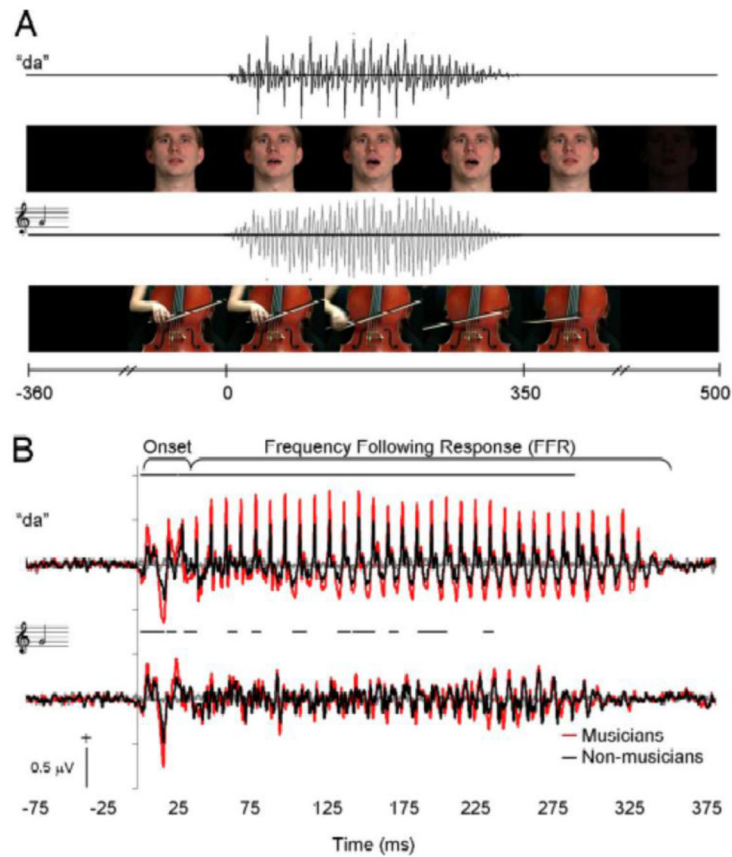 A
"da"
-360 0 350 500
B
Onset Frequency Following Response (FFR)
"da"
Musicians
Non-musicians
+
0.5 µV
-75 -25 25 75 125 175 225 275 325 375
Time (ms)